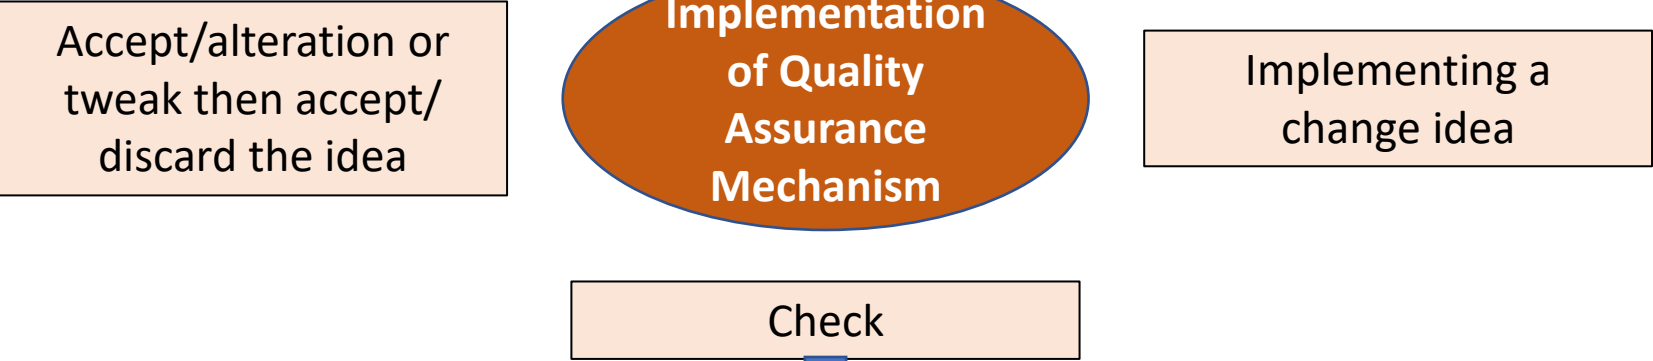 Accept/alteration or
tweak then accept/
discard the idea
Implementation
of Quality
Assurance
Mechanism
Implementing a
change idea
Check